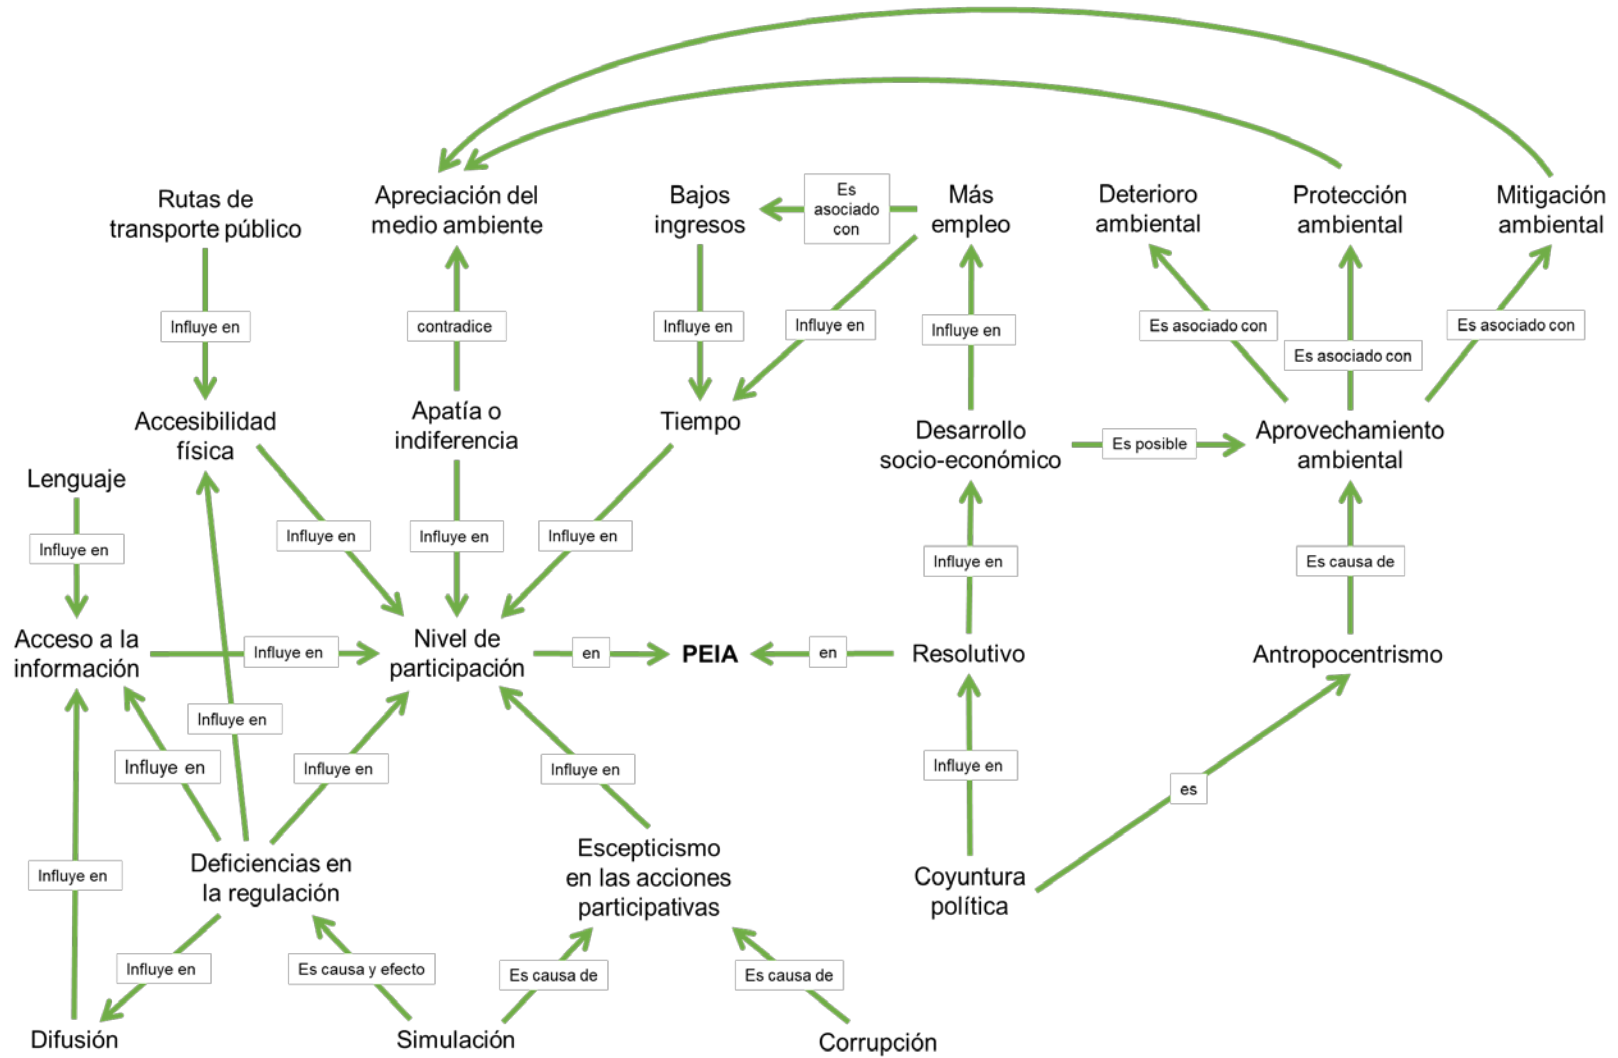 Rutas de
transporte público
Apreciación del
medio ambiente
Bajos
ingresos
Es
asociado
con
Más
empleo
Deterioro
ambiental
Protección
ambiental
Mitigación
ambiental
Influye en
contradice
Influye en
Influye en
Influye en
Es asociado con
Es asociado con
Es asociado con
Accesibilidad
física
Apatía o
indiferencia
Tiempo
Desarrollo
socio-económico
Es posible
Aprovechamiento
ambiental
Lenguaje
Influye en
Influye en
Influye en
Influye en
Influye en
Es causa de
Acceso a la
información
Influye en
Nivel de
participación
en
PEIA
en
Resolutivo
Antropocentrismo
Influye en
Influye en
Influye en
Influye en
Influye en
es
Influye en
Deficiencias en
la regulación
Escepticismo
en las acciones
participativas
Coyuntura
política
Influye en
Es causa y efecto
Es causa de
Es causa de
Difusión
Simulación
Corrupción